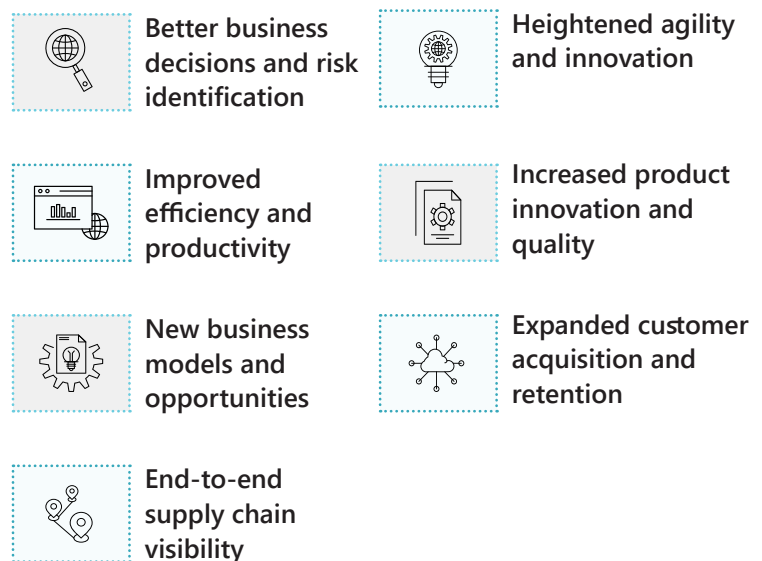 Better business
decisions and risk
identification
Heightened agility
and innovation
Improved
efficiency and
productivity
Increased product
innovation and
quality
New business
models and
opportunities
Expanded customer
acquisition and
retention
End-to-end
supply chain
visibility